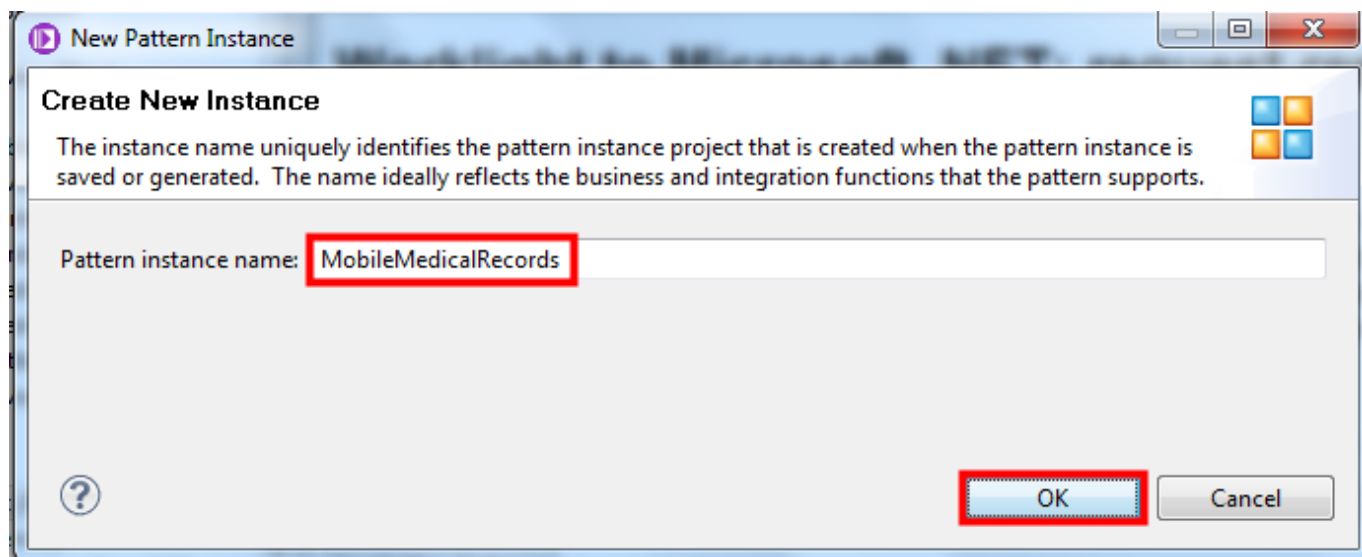 New Pattern Instance
Create New Instance
The instance name uniquely identifies the pattern instance project that is created when the pattern instance is
saved or generated. The name ideally reflects the business and integration functions that the pattern supports.
Pattern instance name: MobileMedicalRecords
OK Cancel